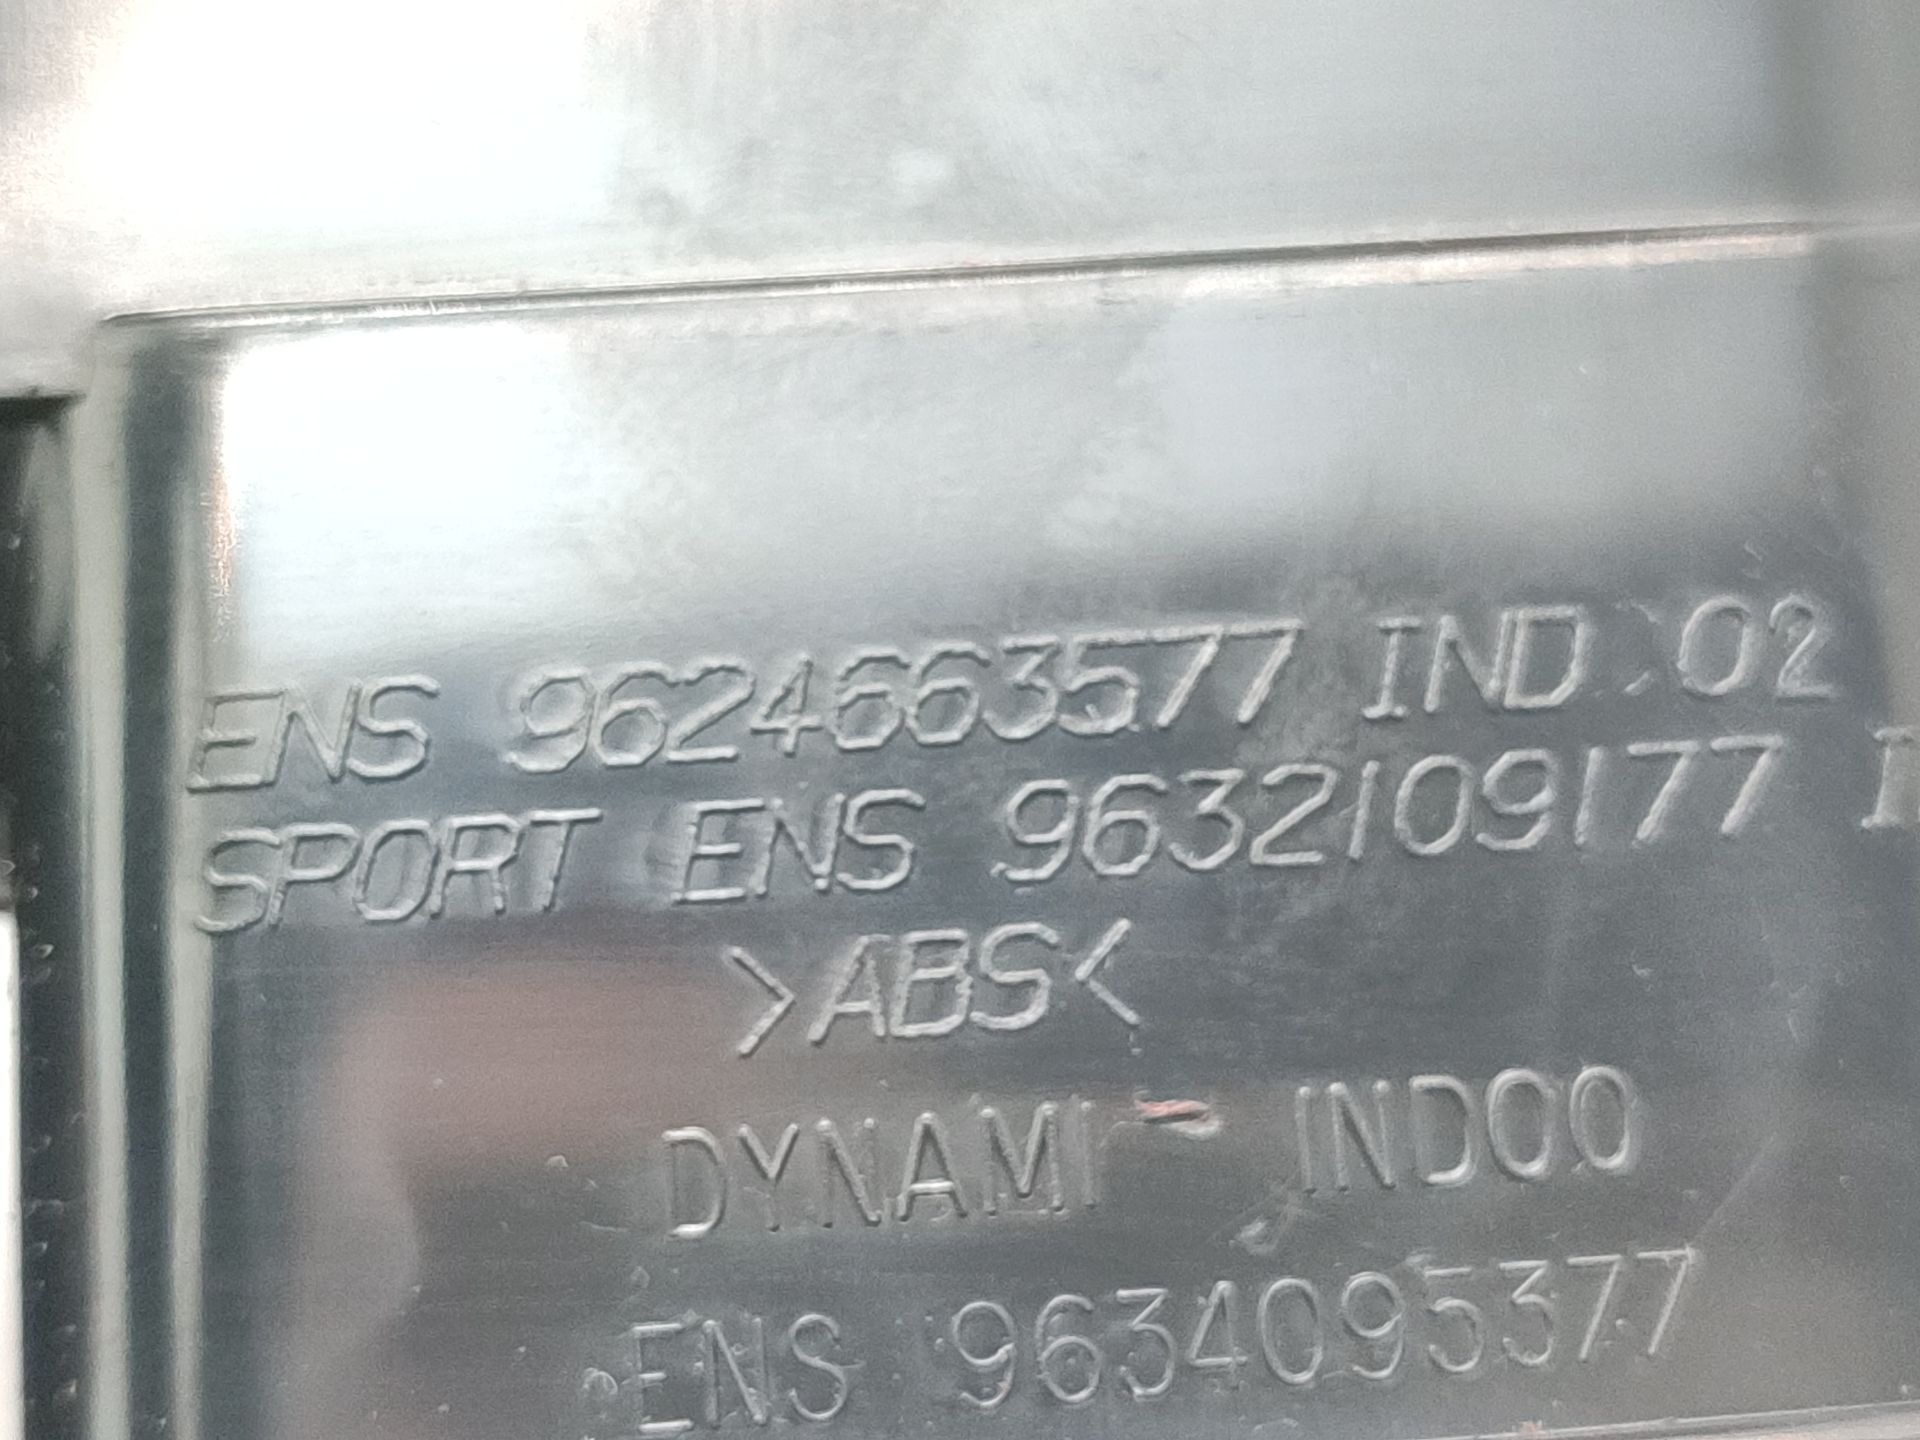 ENS 9624663577 IND 02
SPORT ENS 9632109177
>ABS<
DYNAMI- IND00
ENS 9634095377